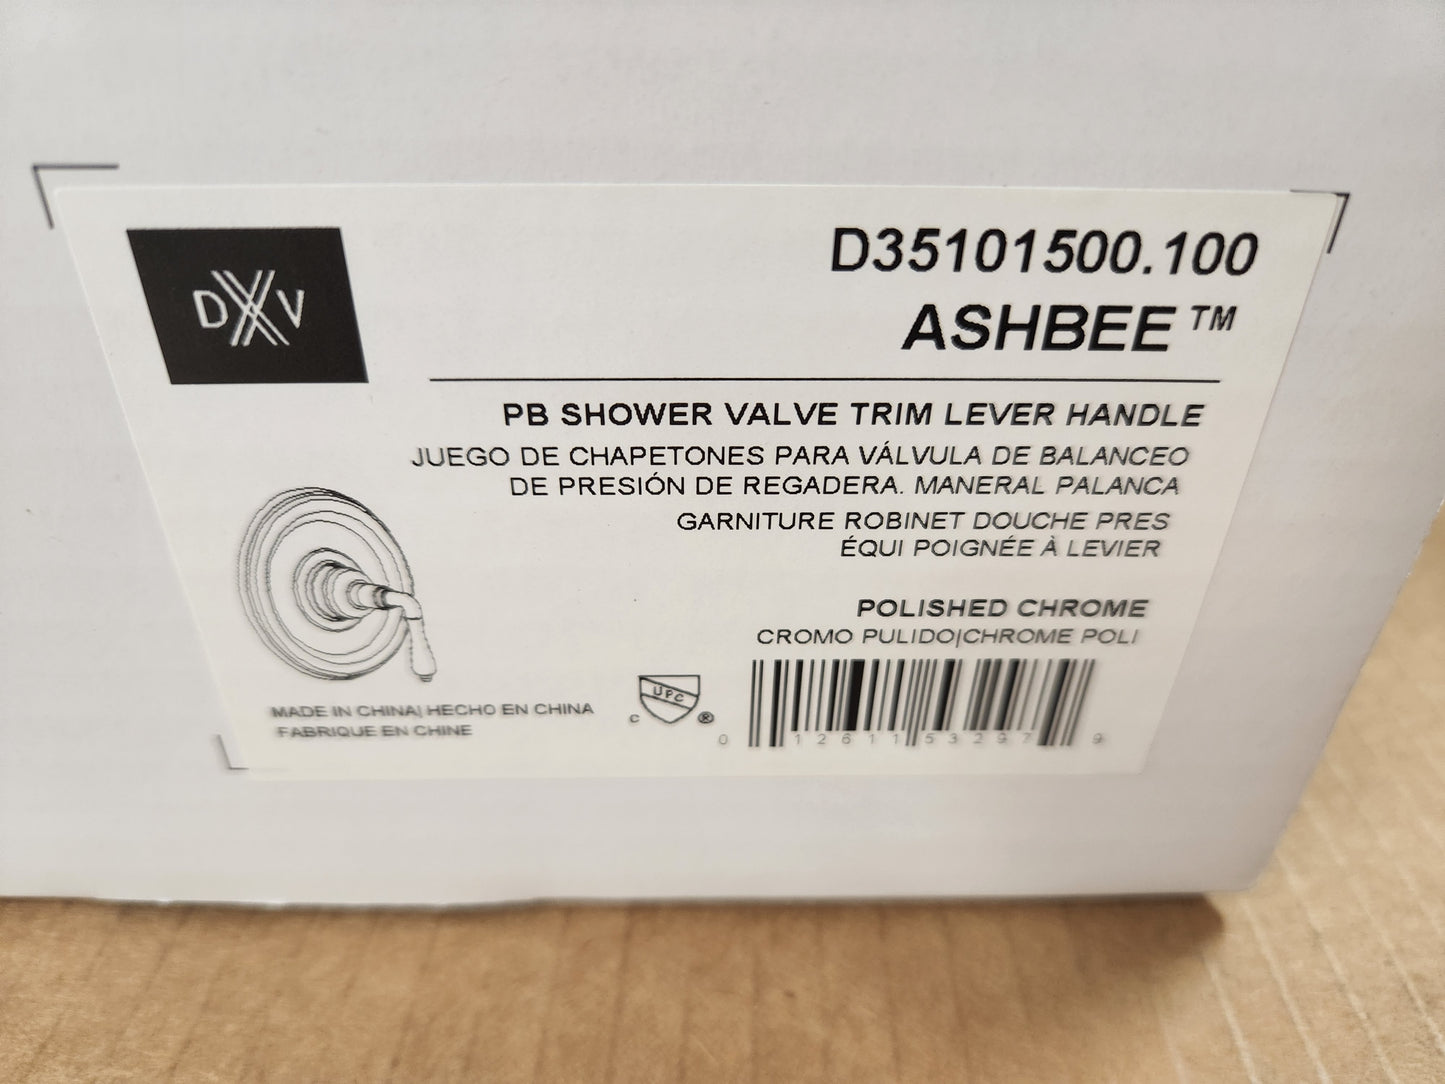 DXV
D35101500.100
ASHBEE™
PB SHOWER VALVE TRIM LEVER HANDLE
JUEGO DE CHAPETONES PARA VÁLVULA DE BALANCEO
DE PRESIÓN DE REGADERA. MANERAL PALANCA
GARNITURE ROBINET DOUCHE PRES
ÉQUI POIGNÉE À LEVIER
POLISHED CHROME
CROMO PULIDO|CHROME POLI
MADE IN CHINA| HECHO EN CHINA
FABRIQUE EN CHINE
UPC
c ®
0 12611 53297 9